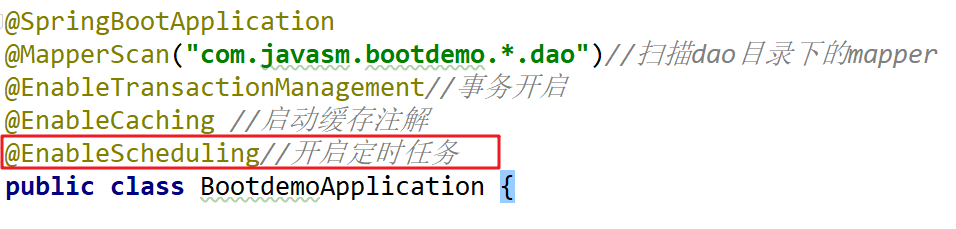 @SpringBootApplication
@MapperScan("com.javasm.bootdemo.*.dao")//扫描dao目录下的mapper
@EnableTransactionManagement//事务开启
@EnableCaching //启动缓存注解
@EnableScheduling//开启定时任务
public class BootdemoApplication {